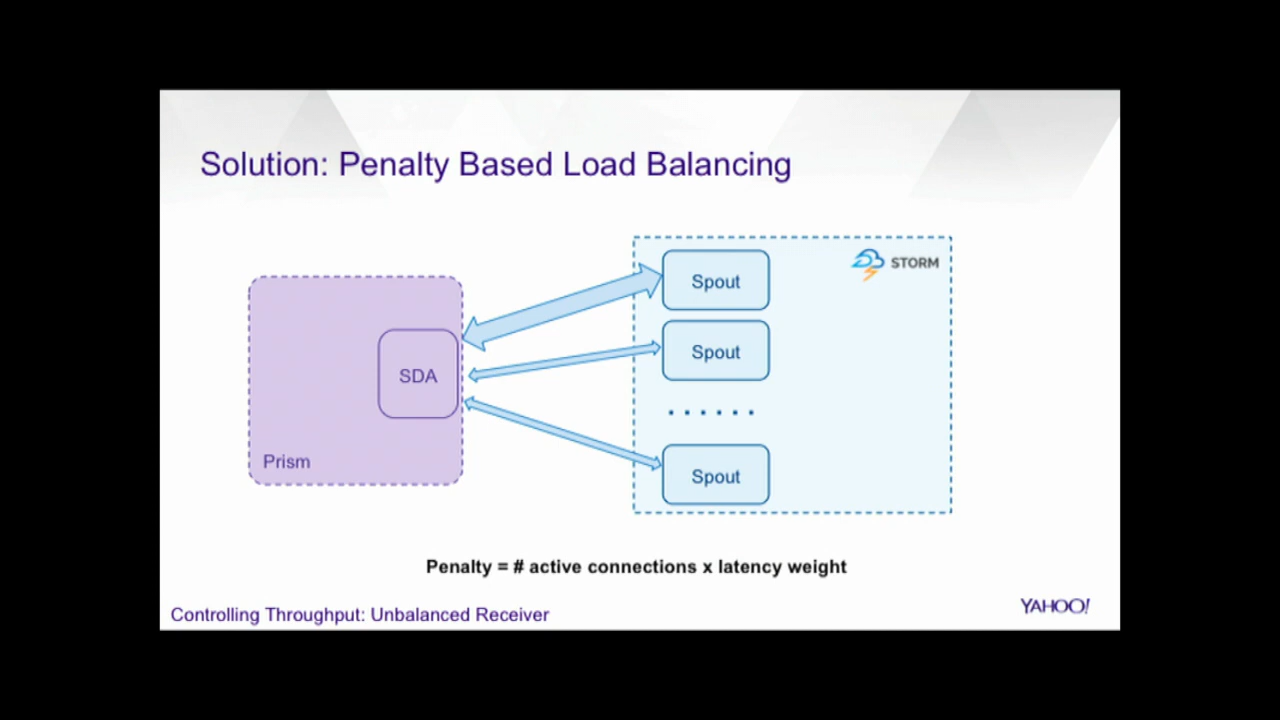 Solution: Penalty Based Load Balancing
STORM
Spout
Spout
SDA
. . . . . .
Prism
Spout
Penalty = # active connections x latency weight
Controlling Throughput: Unbalanced Receiver
YAHOO!